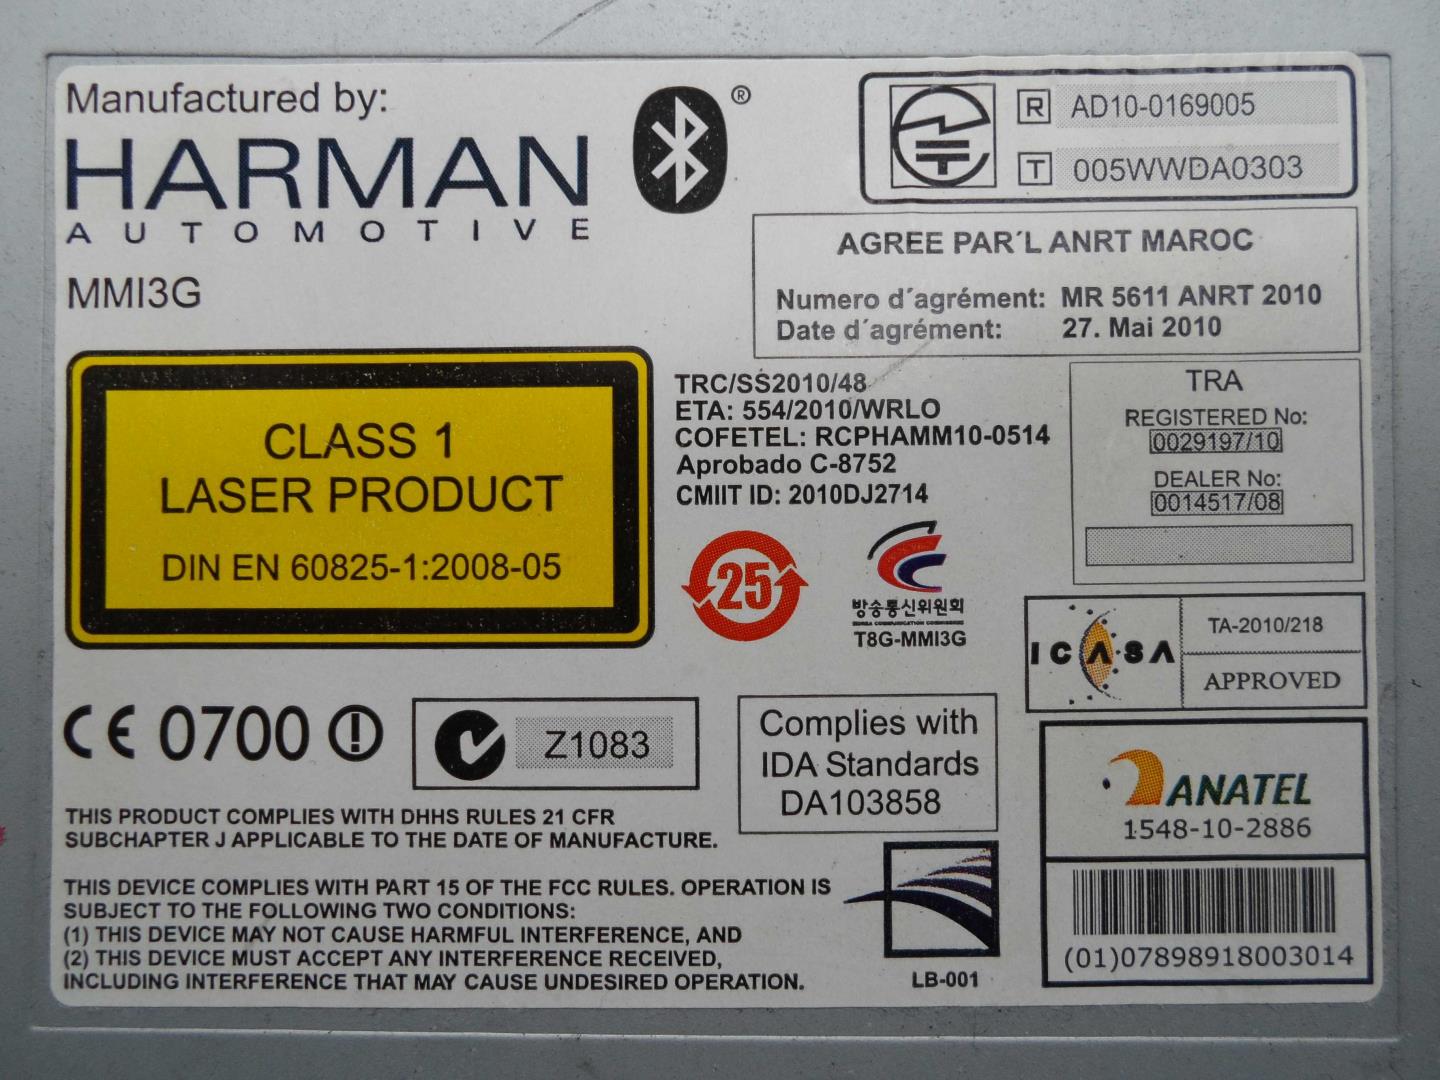 Manufactured by:
HARMAN
AUTOMOTIVE
MMI3G
®
R AD10-0169005
T 005WWDA0303
AGREE PAR´L ANRT MAROC
Numero d´agrément: MR 5611 ANRT 2010
Date d´agrément: 27. Mai 2010
CLASS 1
LASER PRODUCT
DIN EN 60825-1:2008-05
TRC/SS2010/48
ETA: 554/2010/WRLO
COFETEL: RCPHAMM10-0514
Aprobado C-8752
CMIIT ID: 2010DJ2714
TRA
REGISTERED No:
0029197/10
DEALER No:
0014517/08
25
방송통신위원회
KOREA COMMUNICATIONS COMMISSION
T8G-MMI3G
ICASA
TA-2010/218
APPROVED
CE 0700
Z1083
Complies with
IDA Standards
DA103858
ANATEL
1548-10-2886
(01)07898918003014
THIS PRODUCT COMPLIES WITH DHHS RULES 21 CFR
SUBCHAPTER J APPLICABLE TO THE DATE OF MANUFACTURE.
THIS DEVICE COMPLIES WITH PART 15 OF THE FCC RULES. OPERATION IS
SUBJECT TO THE FOLLOWING TWO CONDITIONS:
(1) THIS DEVICE MAY NOT CAUSE HARMFUL INTERFERENCE, AND
(2) THIS DEVICE MUST ACCEPT ANY INTERFERENCE RECEIVED,
INCLUDING INTERFERENCE THAT MAY CAUSE UNDESIRED OPERATION.
LB-001